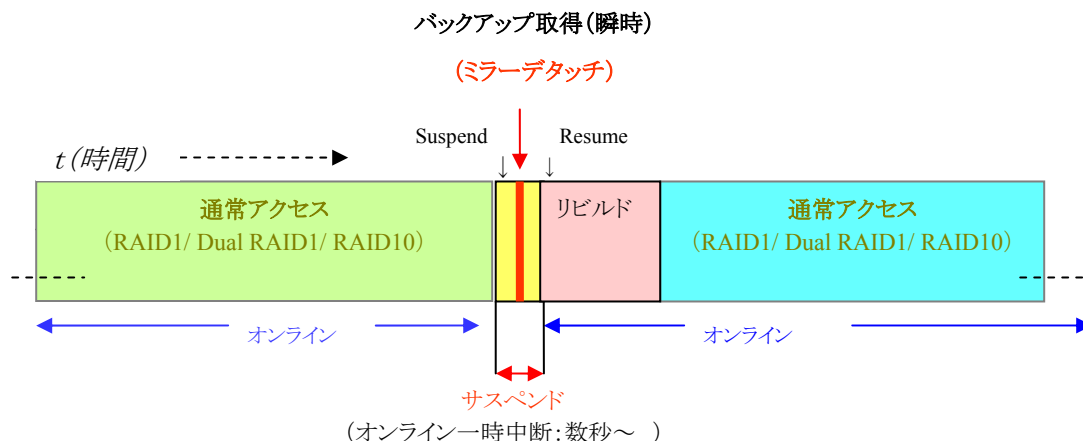 バックアップ取得(瞬時)
(ミラーデタッチ)
Suspend
Resume
t(時間)
通常アクセス
(RAID1/ Dual RAID1/ RAID10)
リビルド
通常アクセス
(RAID1/ Dual RAID1/ RAID10)
オンライン
オンライン
サスペンド
(オンライン一時中断:数秒～ )